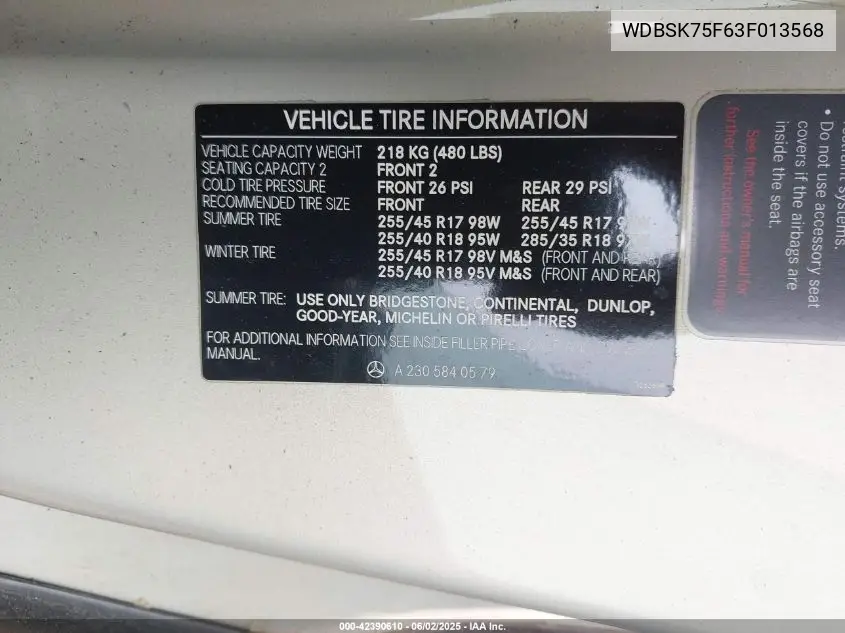 WDBSK75F63F013568
VEHICLE TIRE INFORMATION
VEHICLE CAPACITY WEIGHT 218 KG (480 LBS)
SEATING CAPACITY 2 FRONT 2
COLD TIRE PRESSURE FRONT 26 PSI REAR 29 PSI
RECOMMENDED TIRE SIZE FRONT REAR
SUMMER TIRE 255/45 R17 98W 255/45 R17
255/40 R18 95W 285/35 R18
WINTER TIRE 255/45 R17 98V M&S (FRONT AND REAR)
255/40 R18 95V M&S (FRONT AND REAR)
SUMMER TIRE: USE ONLY BRIDGESTONE, CONTINENTAL, DUNLOP,
GOOD-YEAR, MICHELIN OR PIRELLI TIRES
FOR ADDITIONAL INFORMATION SEE INSIDE FILLER PIPE
MANUAL.
A 230 584 05 79
systems.
• Do not use accessory seat
covers if the airbags are
inside the seat.
See the owner's manual for
further instructions and warnings.
000-42390610 - 06/02/2025 - IAA Inc.